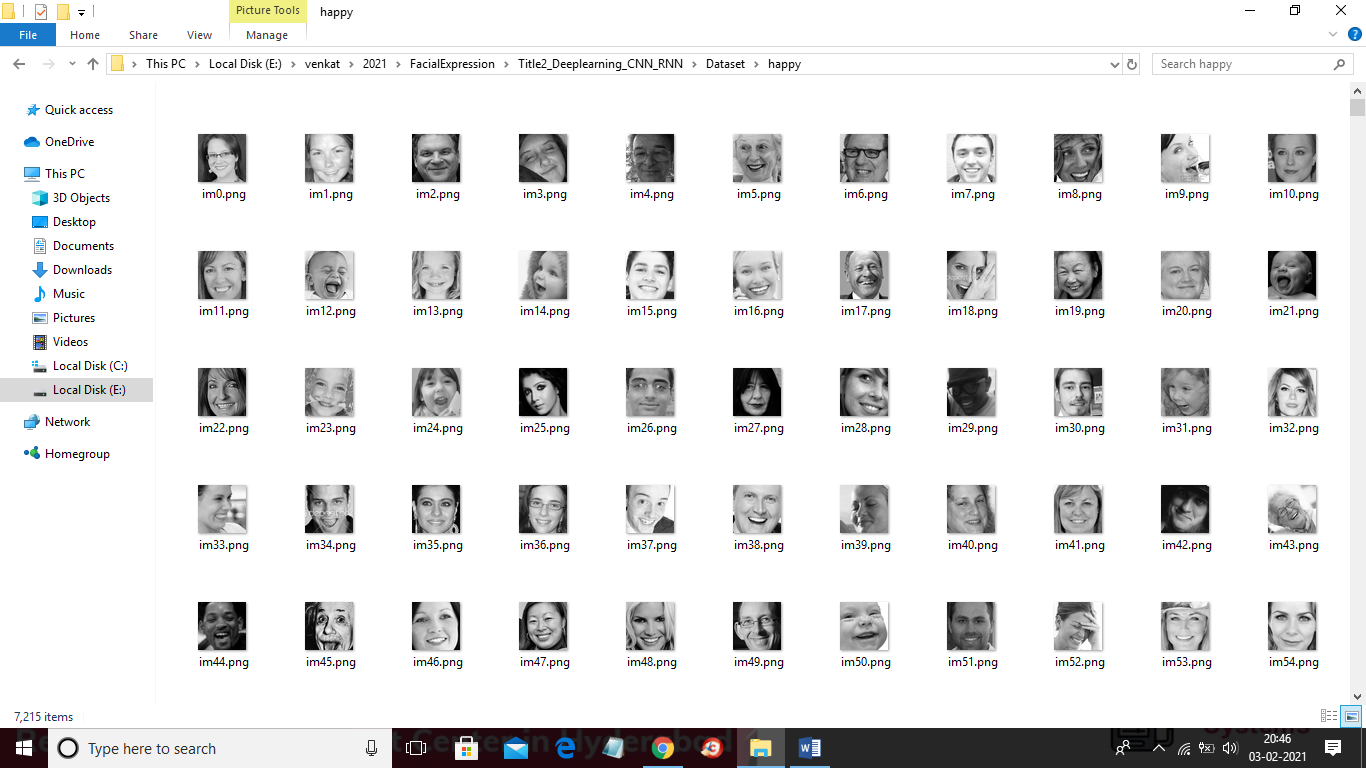 Picture Tools happy
File Home Share View Manage
This PC Local Disk (E:) venkat 2021 FacialExpression Title2_Deeplearning_CNN_RNN Dataset happy Search happy
Quick access
OneDrive
This PC
3D Objects
Desktop
Documents
Downloads
Music
Pictures
Videos
Local Disk (C:)
Local Disk (E:)
Network
Homegroup
im0.png im1.png im2.png im3.png im4.png im5.png im6.png im7.png im8.png im9.png im10.png
im11.png im12.png im13.png im14.png im15.png im16.png im17.png im18.png im19.png im20.png im21.png
im22.png im23.png im24.png im25.png im26.png im27.png im28.png im29.png im30.png im31.png im32.png
im33.png im34.png im35.png im36.png im37.png im38.png im39.png im40.png im41.png im42.png im43.png
im44.png im45.png im46.png im47.png im48.png im49.png im50.png im51.png im52.png im53.png im54.png
7,215 items
Type here to search
20:46
03-02-2021